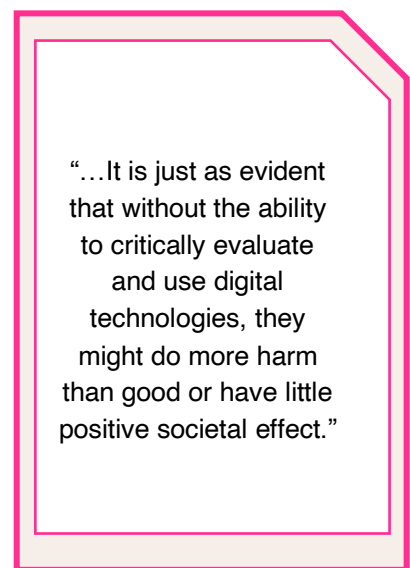 “…It is just as evident
that without the ability
to critically evaluate
and use digital
technologies, they
might do more harm
than good or have little
positive societal effect.”